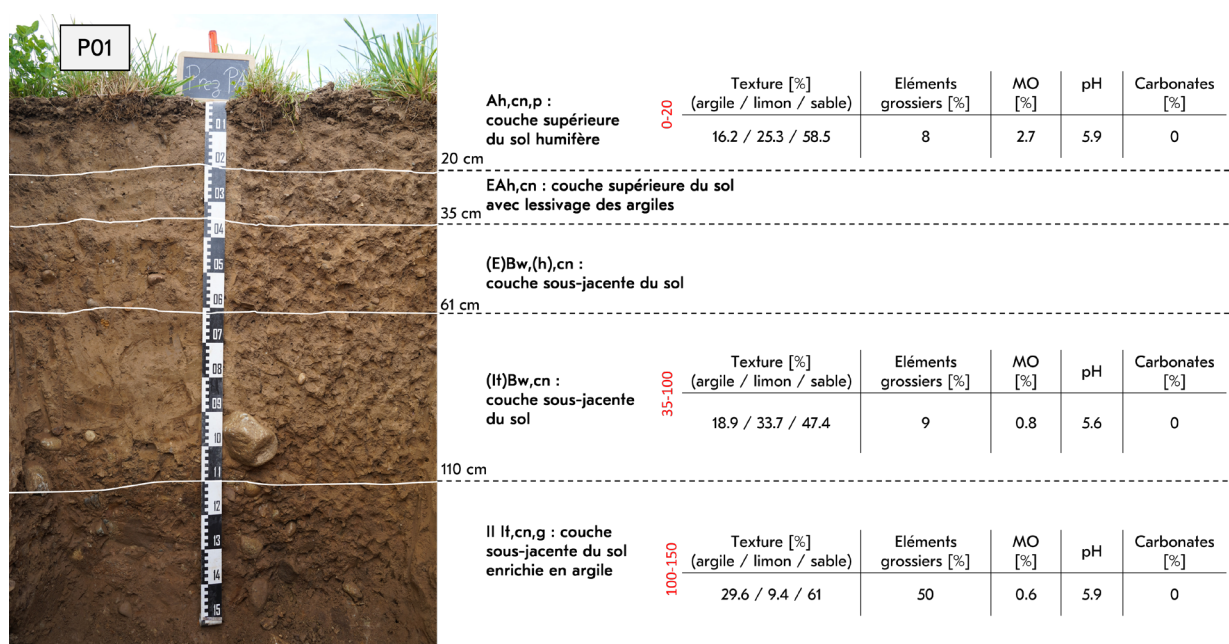 P01
Prez PA
01
02
03
04
05
06
07
08
09
10
11
12
13
14
15
20 cm
35 cm
61 cm
110 cm
Ah,cn,p :
couche supérieure
du sol humifère
0-20
Texture [%]
(argile / limon / sable)
Eléments
grossiers [%]
MO
[%]
pH
Carbonates
[%]
16.2 / 25.3 / 58.5
8
2.7
5.9
0
EAh,cn : couche supérieure du sol
avec lessivage des argiles
(E)Bw,(h),cn :
couche sous-jacente du sol
(It)Bw,cn :
couche sous-jacente
du sol
35-100
Texture [%]
(argile / limon / sable)
Eléments
grossiers [%]
MO
[%]
pH
Carbonates
[%]
18.9 / 33.7 / 47.4
9
0.8
5.6
0
II It,cn,g : couche
sous-jacente du sol
enrichie en argile
100-150
Texture [%]
(argile / limon / sable)
Eléments
grossiers [%]
MO
[%]
pH
Carbonates
[%]
29.6 / 9.4 / 61
50
0.6
5.9
0